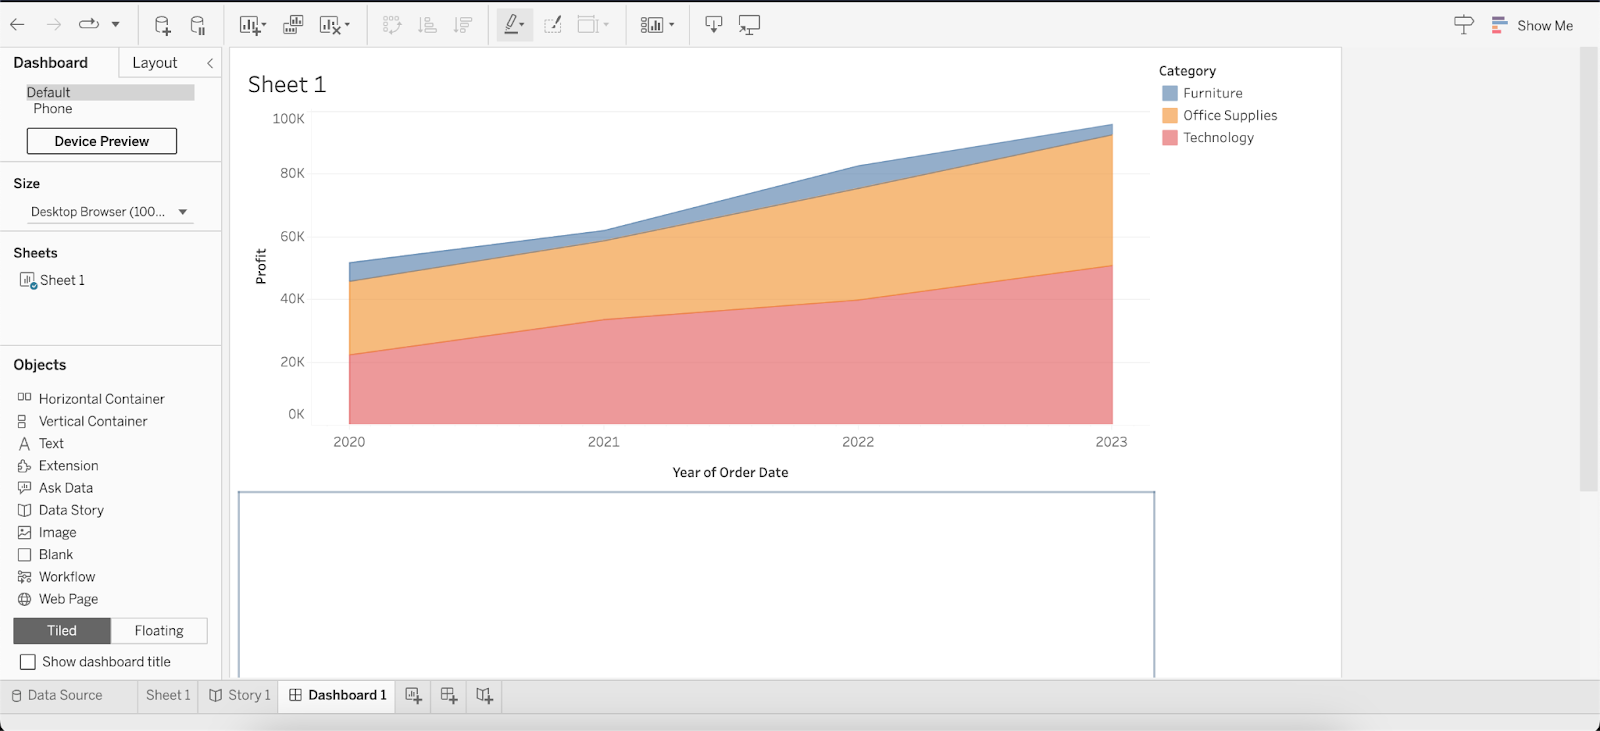 Show Me
Dashboard
Layout
Default
Phone
Device Preview
Size
Desktop Browser (100...
Sheets
Sheet 1
Objects
Horizontal Container
Vertical Container
Text
Extension
Ask Data
Data Story
Image
Blank
Workflow
Web Page
Tiled
Floating
Show dashboard title
Sheet 1
100K
80K
60K
40K
20K
0K
Profit
2020 2021 2022 2023
Year of Order Date
Category
Furniture
Office Supplies
Technology
Data Source
Sheet 1
Story 1
Dashboard 1